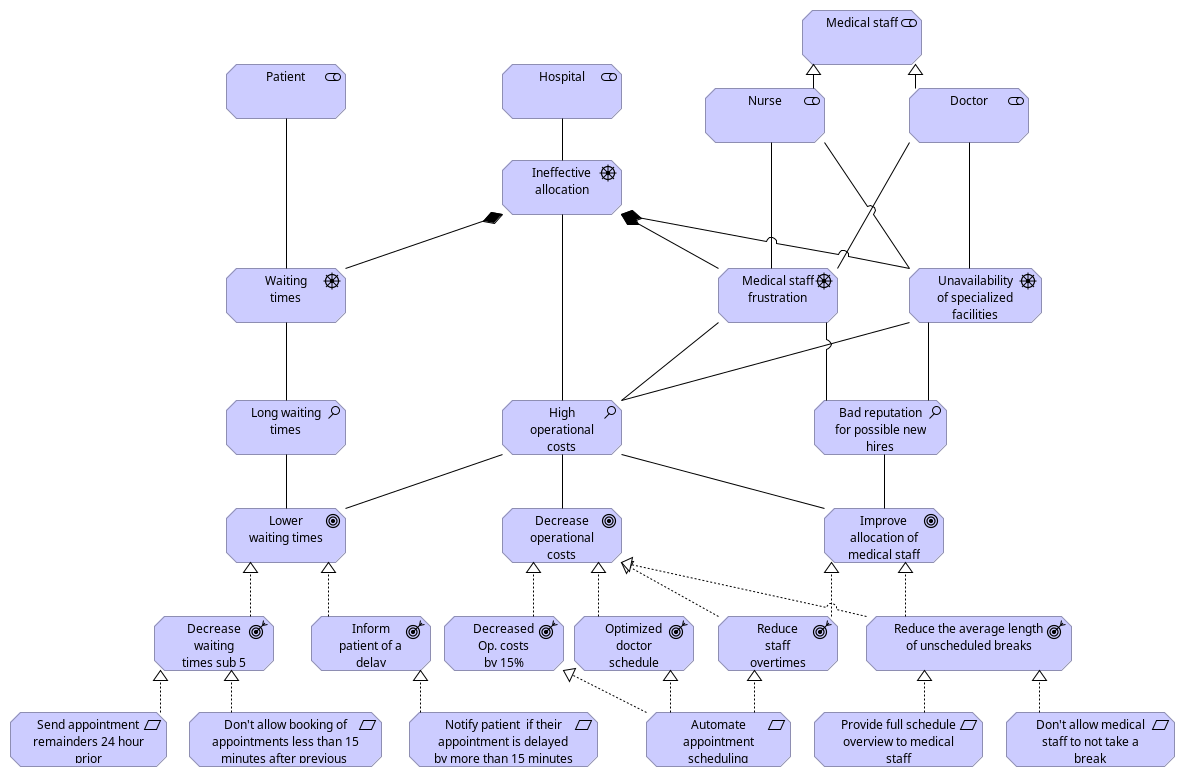 Medical staff
Patient
Hospital
Nurse
Doctor
Ineffective
allocation
Waiting
times
Medical staff
frustration
Unavailability
of specialized
facilities
Long waiting
times
High
operational
costs
Bad reputation
for possible new
hires
Lower
waiting times
Decrease
operational
costs
Improve
allocation of
medical staff
Decrease
waiting
times sub 5
Inform
patient of a
delay
Decreased
Op. costs
by 15%
Optimized
doctor
schedule
Reduce
staff
overtimes
Reduce the average length
of unscheduled breaks
Send appointment
remainders 24 hour
prior
Don't allow booking of
appointments less than 15
minutes after previous
Notify patient if their
appointment is delayed
by more than 15 minutes
Automate
appointment
scheduling
Provide full schedule
overview to medical
staff
Don't allow medical
staff to not take a
break